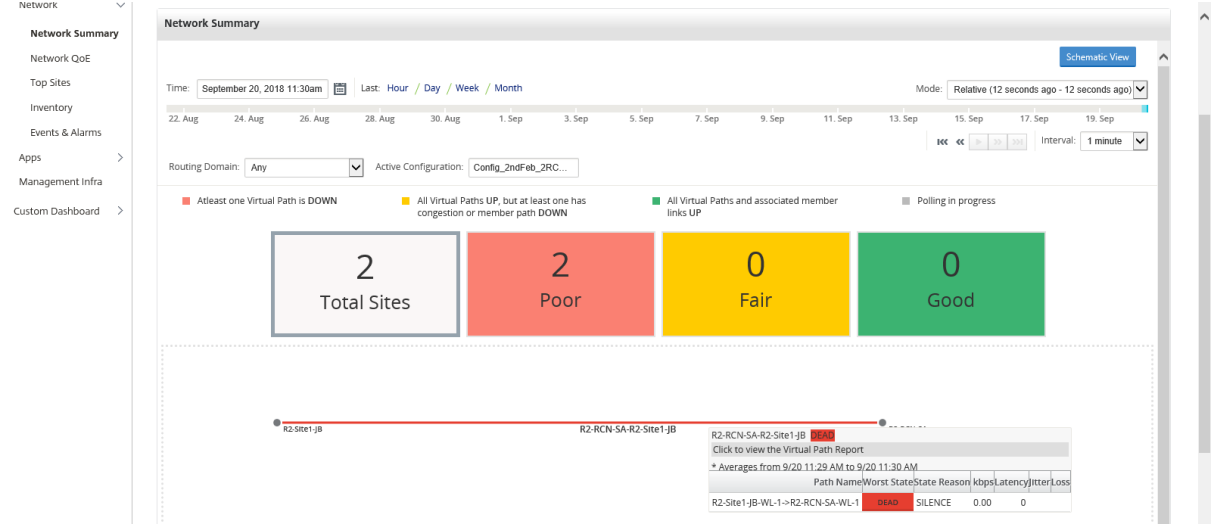 Network
Network Summary
Network QoE
Top Sites
Inventory
Events & Alarms
Apps
Management Infra
Custom Dashboard
Network Summary
Schematic View
Time: September 20, 2018 11:30am Last: Hour / Day / Week / Month Mode: Relative (12 seconds ago - 12 seconds ago)
22. Aug 24. Aug 26. Aug 28. Aug 30. Aug 1. Sep 3. Sep 5. Sep 7. Sep 9. Sep 11. Sep 13. Sep 15. Sep 17. Sep 19. Sep
Interval: 1 minute
Routing Domain: Any Active Configuration: Config_2ndFeb_2RC...
Atleast one Virtual Path is DOWN
All Virtual Paths UP, but at least one has
congestion or member path DOWN
All Virtual Paths and associated member
links UP
Polling in progress
2
Total Sites
2
Poor
0
Fair
0
Good
R2-Site1-JB
R2-RCN-SA-R2-Site1-JB
R2-RCN-SA-R2-Site1-JB DEAD
Click to view the Virtual Path Report
* Averages from 9/20 11:29 AM to 9/20 11:30 AM
Path Name Worst State State Reason kbps Latency Jitter Loss
R2-Site1-JB-WL-1->R2-RCN-SA-WL-1 DEAD SILENCE 0.00 0